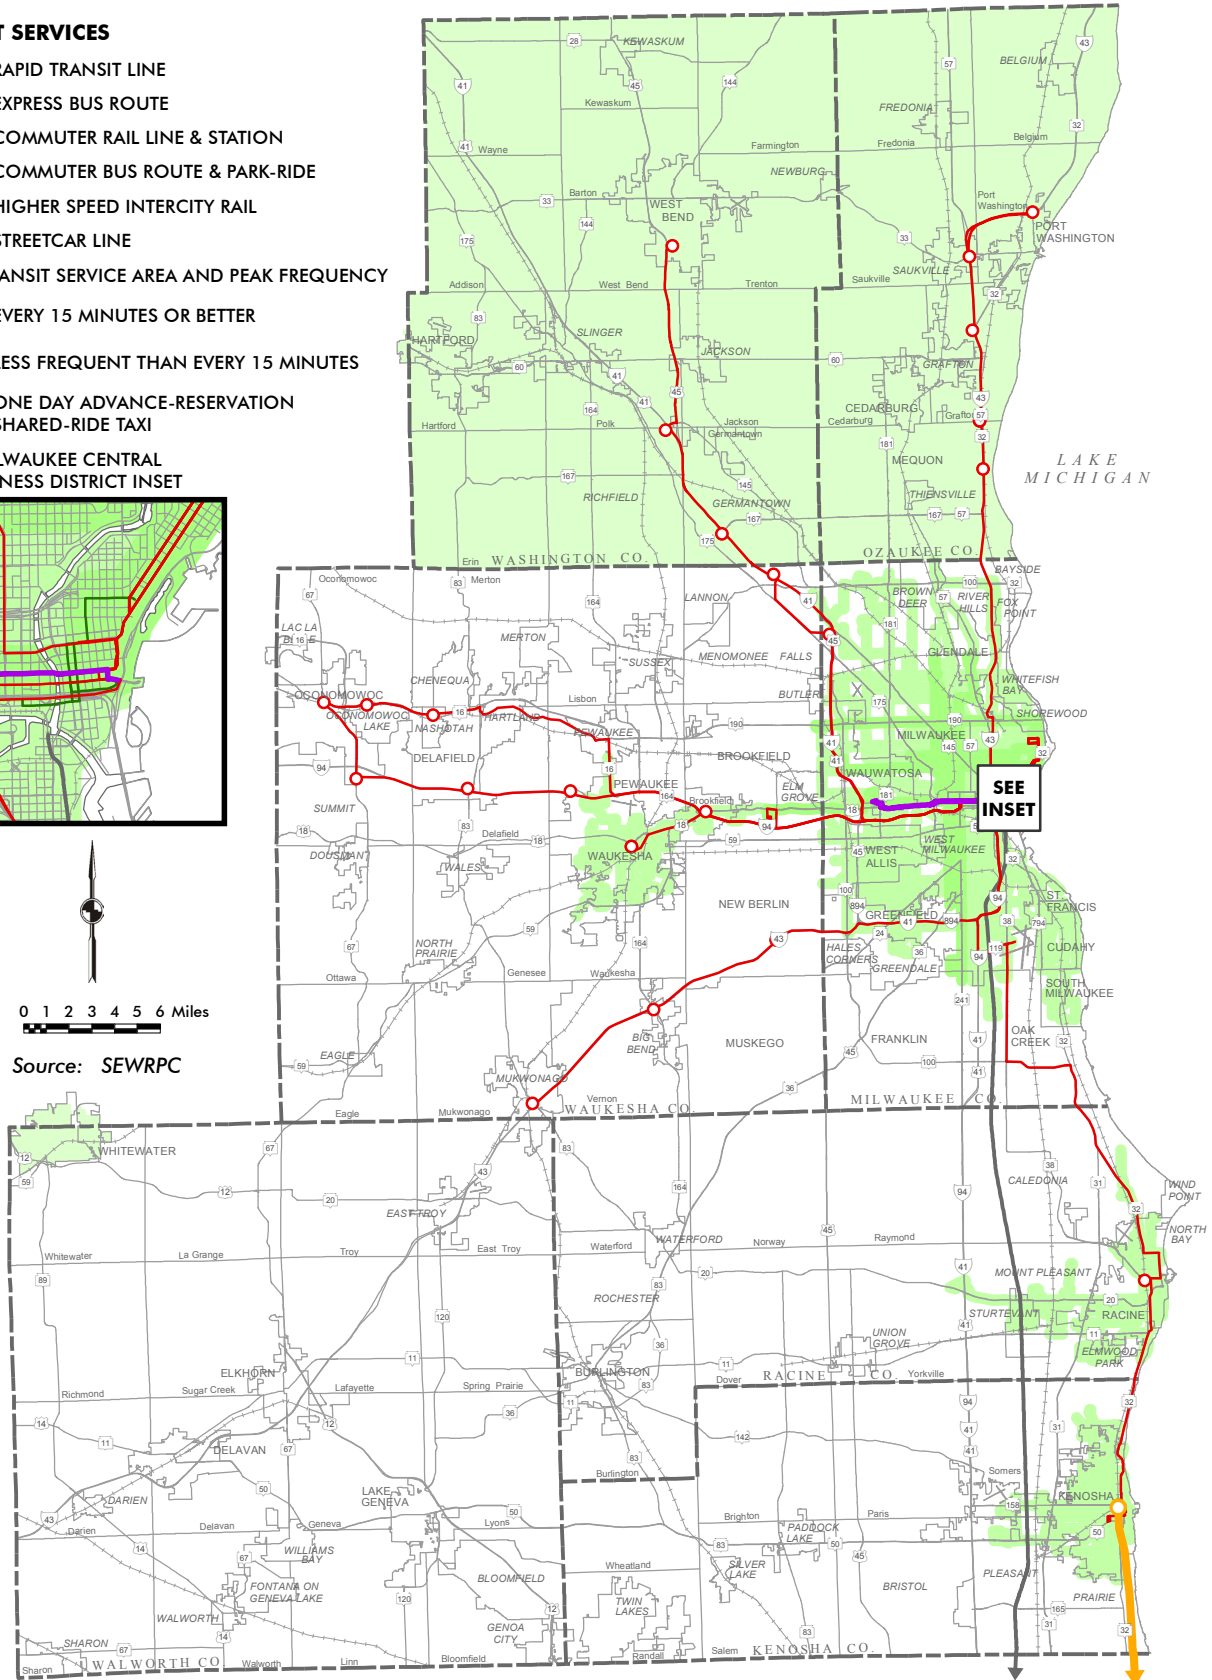 T SERVICES
RAPID TRANSIT LINE
EXPRESS BUS ROUTE
COMMUTER RAIL LINE & STATION
COMMUTER BUS ROUTE & PARK-RIDE
HIGHER SPEED INTERCITY RAIL
STREETCAR LINE
ANSIT SERVICE AREA AND PEAK FREQUENCY
EVERY 15 MINUTES OR BETTER
LESS FREQUENT THAN EVERY 15 MINUTES
ONE DAY ADVANCE-RESERVATION
SHARED-RIDE TAXI
LWAUKEE CENTRAL
NESS DISTRICT INSET
0 1 2 3 4 5 6 Miles
Source: SEWRPC
KEWASKUM
BELGIUM
Kewaskum
FREDONIA
Wayne
Farmington
Fredonia
Belgium
NEWBURG
Barton
WEST
BEND
Port
Washington
PORT
WASHINGTON
SAUKVILLE
Addison
West Bend
Trenton
Saukville
SLINGER
HARTFORD
JACKSON
GRAFTON
CEDARBURG
Grafton
Hartford
Polk
Jackson
Germantown
Cedarburg
MEQUON
LAKE
MICHIGAN
RICHFIELD
GERMANTOWN
THIENSVILLE
Erin
WASHINGTON CO.
OZAUKEE CO.
Oconomowoc
Merton
BAYSIDE
LANNON
BROWN
DEER
RIVER
HILLS
FOX
POINT
LAC LA
MERTON
SUSSEX
MENOMONEE FALLS
GLENDALE
CHENEQUA
BUTLER
WHITEFISH
BAY
OCONOMOWOC
Lisbon
OCONOMOWOC
LAKE
NASHOTAH
HARTLAND
PEWAUKEE
SHOREWOOD
MILWAUKEE
BROOKFIELD
DELAFIELD
PEWAUKEE
WAUWATOSA
ELM
GROVE
SEE
INSET
SUMMIT
Brookfield
Delafield
DOUSMAN
WALES
WAUKESHA
WEST
ALLIS
WEST
MILWAUKEE
NEW BERLIN
GREENFIELD
ST.
FRANCIS
NORTH
PRAIRIE
HALES
CORNERS
GREENDALE
CUDAHY
Ottawa
Genesee
Waukesha
SOUTH
MILWAUKEE
BIG
BEND
MUSKEGO
FRANKLIN
OAK
CREEK
EAGLE
MUKWONAGO
Eagle
Mukwonago
Vernon
WAUKESHA CO.
MILWAUKEE CO.
WHITEWATER
CALEDONIA
WIND
POINT
EAST TROY
NORTH
BAY
Whitewater
La Grange
Troy
East Troy
Waterford
WATERFORD
Norway
Raymond
MOUNT PLEASANT
ROCHESTER
STURTEVANT
RACINE
UNION
GROVE
ELMWOOD
PARK
ELKHORN
BURLINGTON
Dover
RACINE CO.
Yorkville
Richmond
Sugar Creek
Lafayette
Spring Prairie
DELAVAN
Burlington
Somers
DARIEN
LAKE
GENEVA
KENOSHA
Darien
Delavan
Geneva
Lyons
Brighton
Paris
PADDOCK
LAKE
WILLIAMS
BAY
BLOOMFIELD
Wheatland
SILVER
LAKE
PLEASANT
PRAIRIE
FONTANA ON
GENEVA LAKE
TWIN
LAKES
BRISTOL
WALWORTH
GENOA
CITY
SHARON
Sharon
WALWORTH CO.
Walworth
Linn
Bloomfield
Randall
Salem
KENOSHA CO.